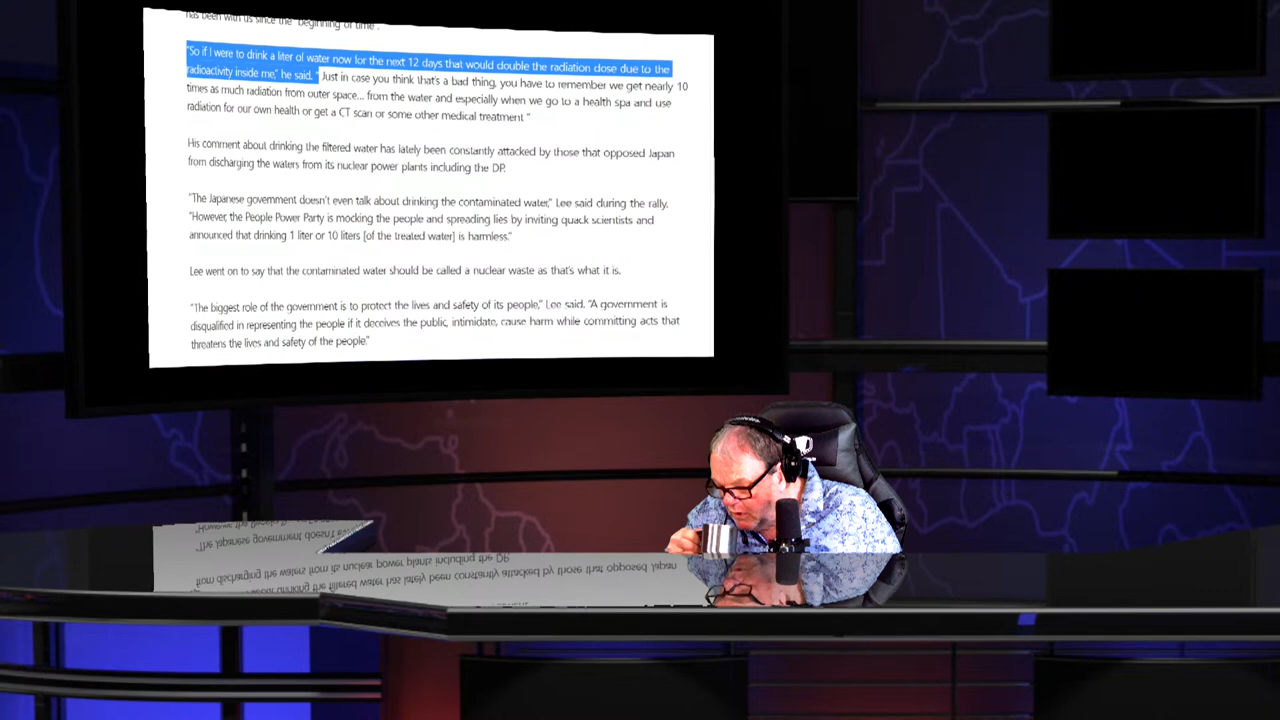 has been with us since the "beginning of time".
"So if I were to drink a liter of water now for the next 12 days that would double the radiation dose due to the
radioactivity inside me," he said. " Just in case you think that's a bad thing, you have to remember we get nearly 10
times as much radiation from outer space... from the water and especially when we go to a health spa and use
radiation for our own health or get a CT scan or some other medical treatment "
His comment about drinking the filtered water has lately been constantly attacked by those that opposed Japan
from discharging the waters from its nuclear power plants including the DP.
"The Japanese government doesn't even talk about drinking the contaminated water," Lee said during the rally.
"However, the People Power Party is mocking the people and spreading lies by inviting quack scientists and
announced that drinking 1 liter or 10 liters [of the treated water] is harmless."
Lee went on to say that the contaminated water should be called a nuclear waste as that's what it is.
"The biggest role of the government is to protect the lives and safety of its people," Lee said. "A government is
disqualified in representing the people if it deceives the public, intimidate, cause harm while committing acts that
threatens the lives and safety of the people."